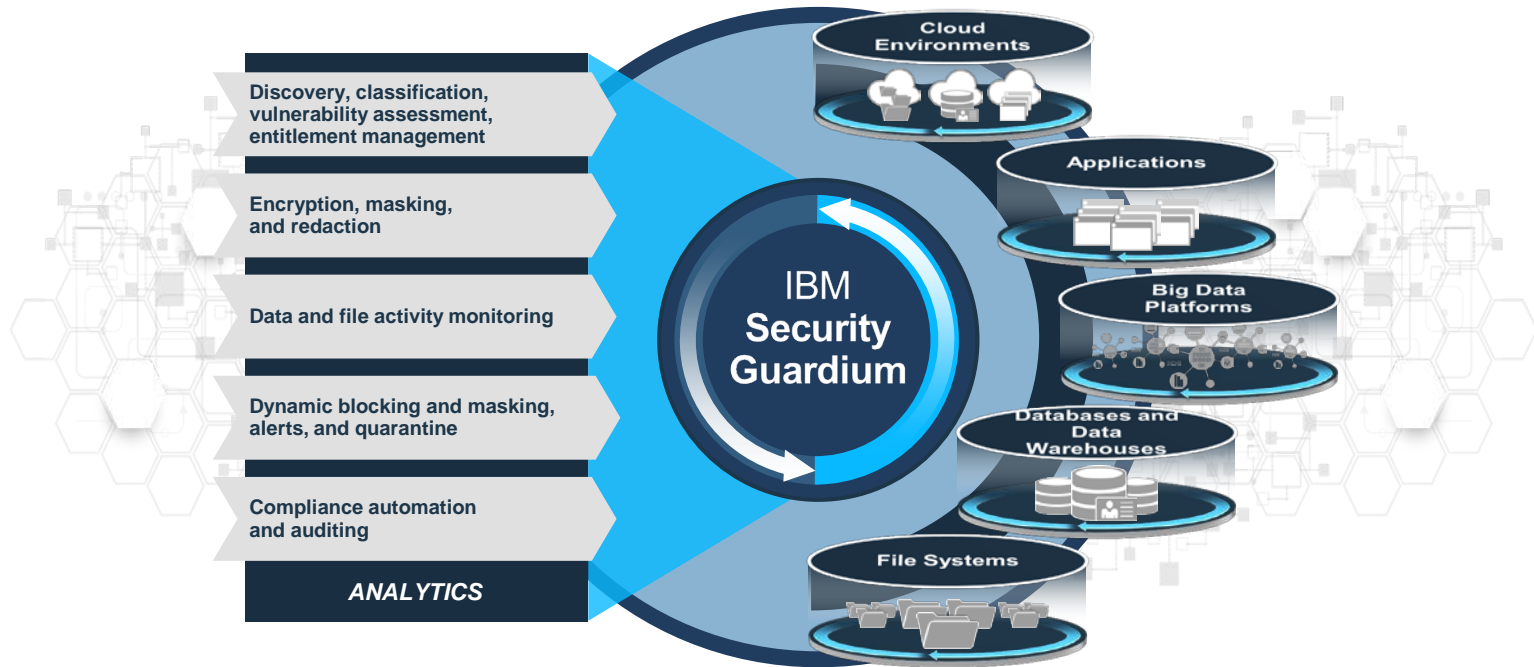 Discovery, classification,
vulnerability assessment,
entitlement management
Encryption, masking,
and redaction
Data and file activity monitoring
Dynamic blocking and masking,
alerts, and quarantine
Compliance automation
and auditing
ANALYTICS
IBM
Security
Guardium
Cloud
Environments
Applications
Big Data
Platforms
Databases and
Data
Warehouses
File Systems